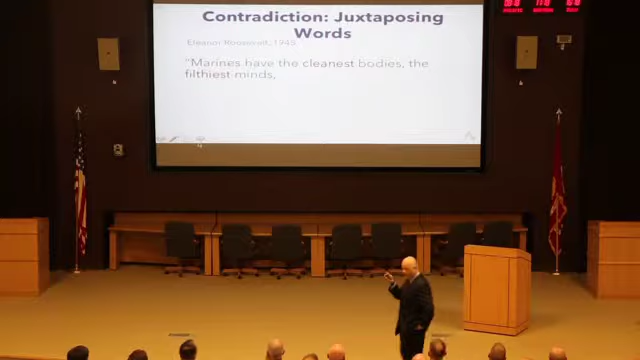 Contradiction: Juxtaposing
Words
Eleanor Roosevelt, 1945
"Marines have the cleanest bodies, the
filthiest minds,